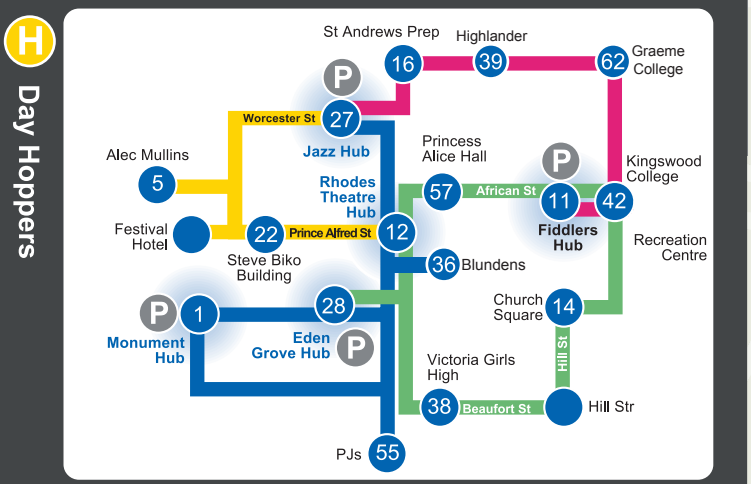 H
Day Hoppers
St Andrews Prep
Highlander
Graeme
College
16
39
62
P
Worcester St
27
Jazz Hub
Alec Mullins
5
Princess
Alice Hall
P
Kingswood
College
Rhodes
Theatre
Hub
57
African St
11
42
Festival
Hotel
22
Prince Alfred St
12
Fiddlers
Hub
Steve Biko
Building
36
Blundens
Recreation
Centre
P
1
28
Church
Square
14
Monument
Hub
Eden
Grove Hub
P
Hill St
Victoria Girls
High
38
Beaufort St
Hill Str
PJs
55